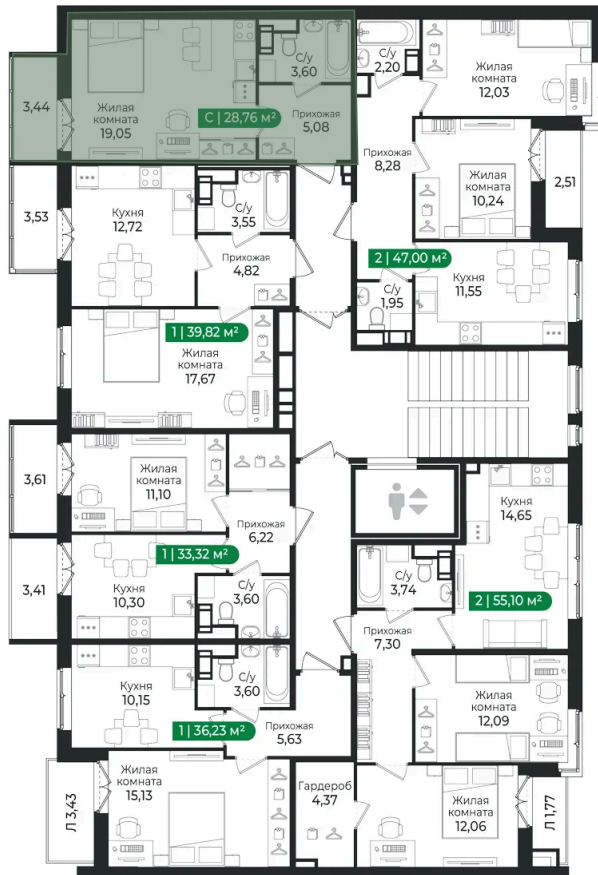 С/у
3,60
С/у
2,20
Жилая
комната
12,03
3,44
Жилая
комната
19,05
С | 28,76 м²
Прихожая
5,08
Прихожая
8,28
Жилая
комната
10,24
2,51
3,53
Кухня
12,72
С/у
3,55
Прихожая
4,82
2 | 47,00 м²
Кухня
11,55
С/у
1,95
1 | 39,82 м²
Жилая
комната
17,67
3,61
Жилая
комната
11,10
Прихожая
6,22
Кухня
14,65
1 | 33,32 м²
3,41
Кухня
10,30
С/у
3,60
С/у
3,74
2 | 55,10 м²
Прихожая
7,30
Кухня
10,15
С/у
3,60
Жилая
комната
12,09
1 | 36,23 м²
Прихожая
5,63
Л 3,43
Жилая
комната
15,13
Гардероб
4,37
Жилая
комната
12,06
Л 1,77